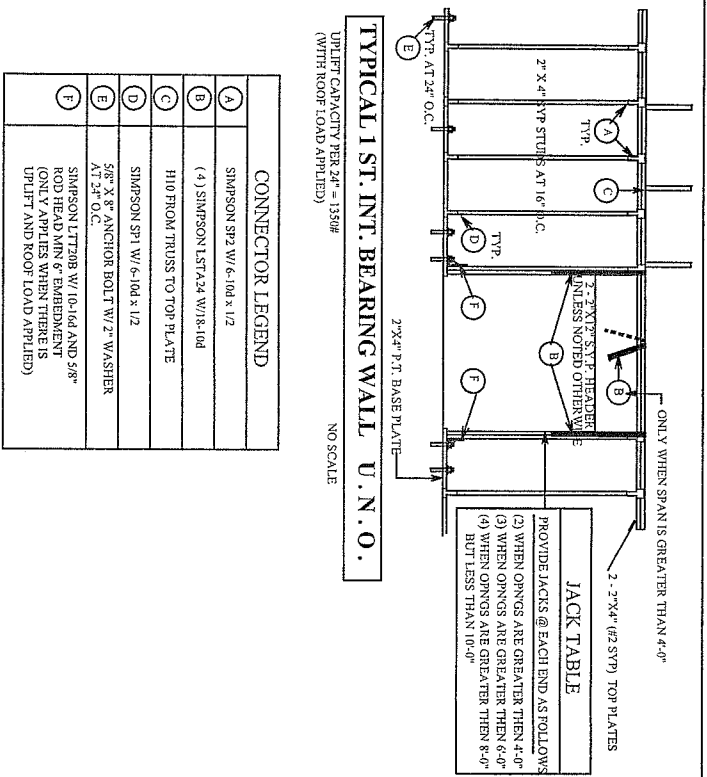 ONLY WHEN SPAN IS GREATER THAN 4'-0"
2 - 2"X4" (#2 SYP) TOP PLATES
A
TYP.
C
B
2" X 4" SYP STUDS AT 16" O.C.
2 - 2"X12" S.Y.P. HEADER
UNLESS NOTED OTHERWISE
B
D
TYP.
F
F
E
TYP. AT 24" O.C.
2"X4" P.T. BASE PLATE
JACK TABLE
PROVIDE JACKS @ EACH END AS FOLLOWS
(2) WHEN OPN'GS ARE GREATER THEN 4'-0"
(3) WHEN OPN'GS ARE GREATER THEN 6'-0"
(4) WHEN OPN'GS ARE GREATER THEN 8'-0"
BUT LESS THAN 10'-0"
TYPICAL 1 ST. INT. BEARING WALL U . N . O .
UPLIFT CAPACITY PER 24" = 1350#
(WITH ROOF LOAD APPLIED)
NO SCALE
CONNECTOR LEGEND
A SIMPSON SP2 W/ 6-10d x 1/2
B ( 4 ) SIMPSON LSTA24 W/18-10d
C H10 FROM TRUSS TO TOP PLATE
D SIMPSON SP1 W/ 6-10d x 1/2
E 5/8" X 8" ANCHOR BOLT W/ 2" WASHER
AT 24" O.C.
F SIMPSON LTT20B W/ 10-16d AND 5/8"
ROD HEAD MIN 6" EMBEDMENT
(ONLY APPLIES WHEN THERE IS
UPLIFT AND ROOF LOAD APPLIED)